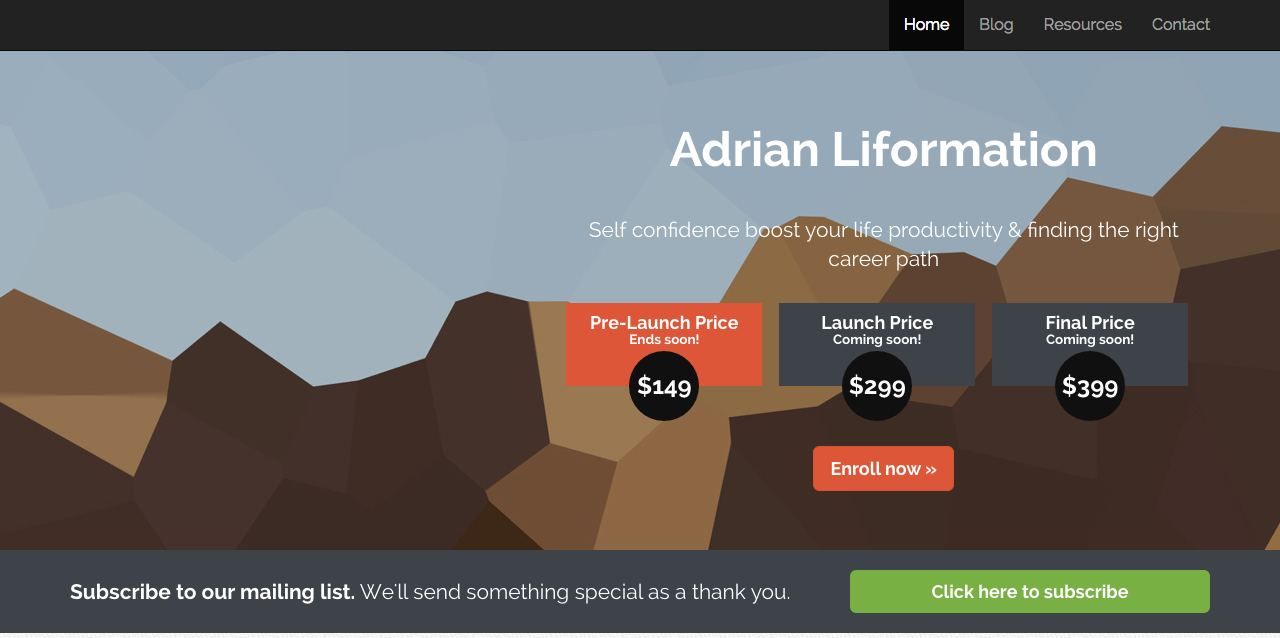 Home Blog Resources Contact
Adrian Liformation
Self confidence boost your life productivity & finding the right
career path
Pre-Launch Price
Ends soon!
$149
Launch Price
Coming soon!
$299
Final Price
Coming soon!
$399
Enroll now »
Subscribe to our mailing list. We'll send something special as a thank you.
Click here to subscribe